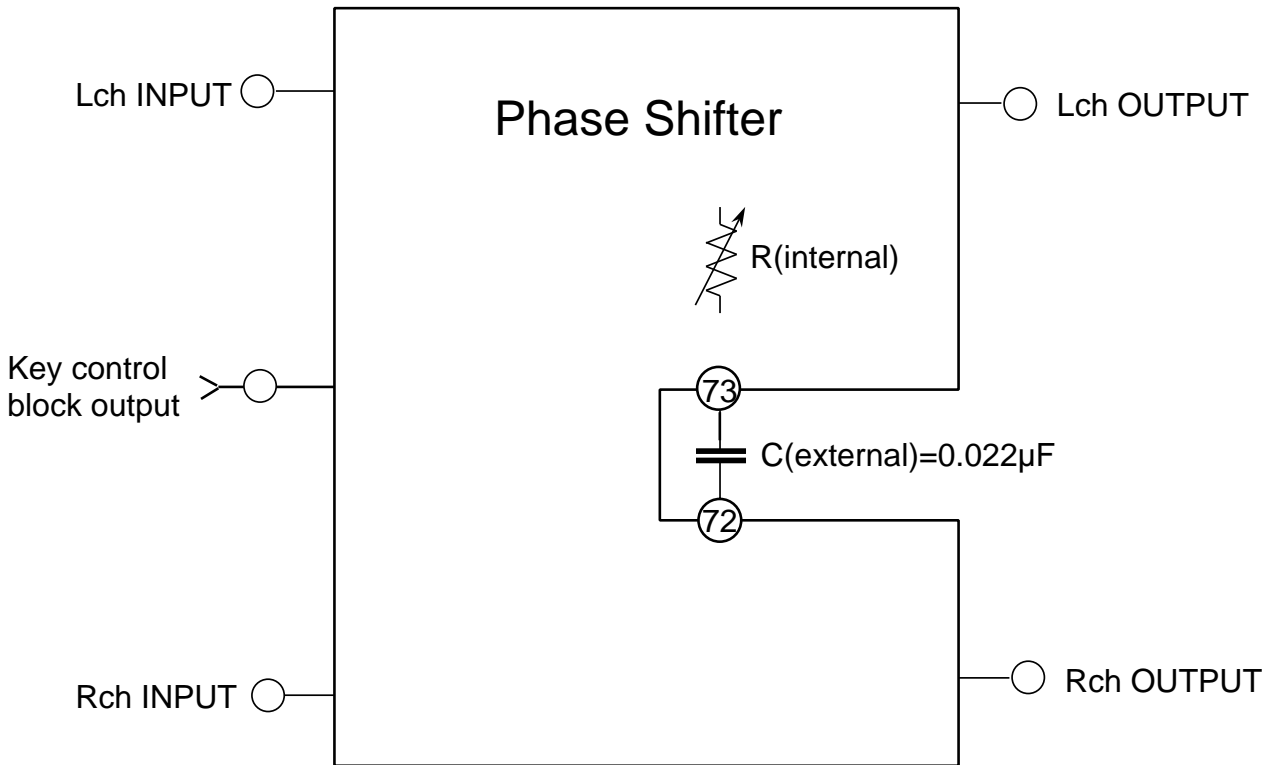 Phase Shifter
Lch INPUT
Lch OUTPUT
R(internal)
Key control
block output
73
C(external)=0.022µF
72
Rch INPUT
Rch OUTPUT